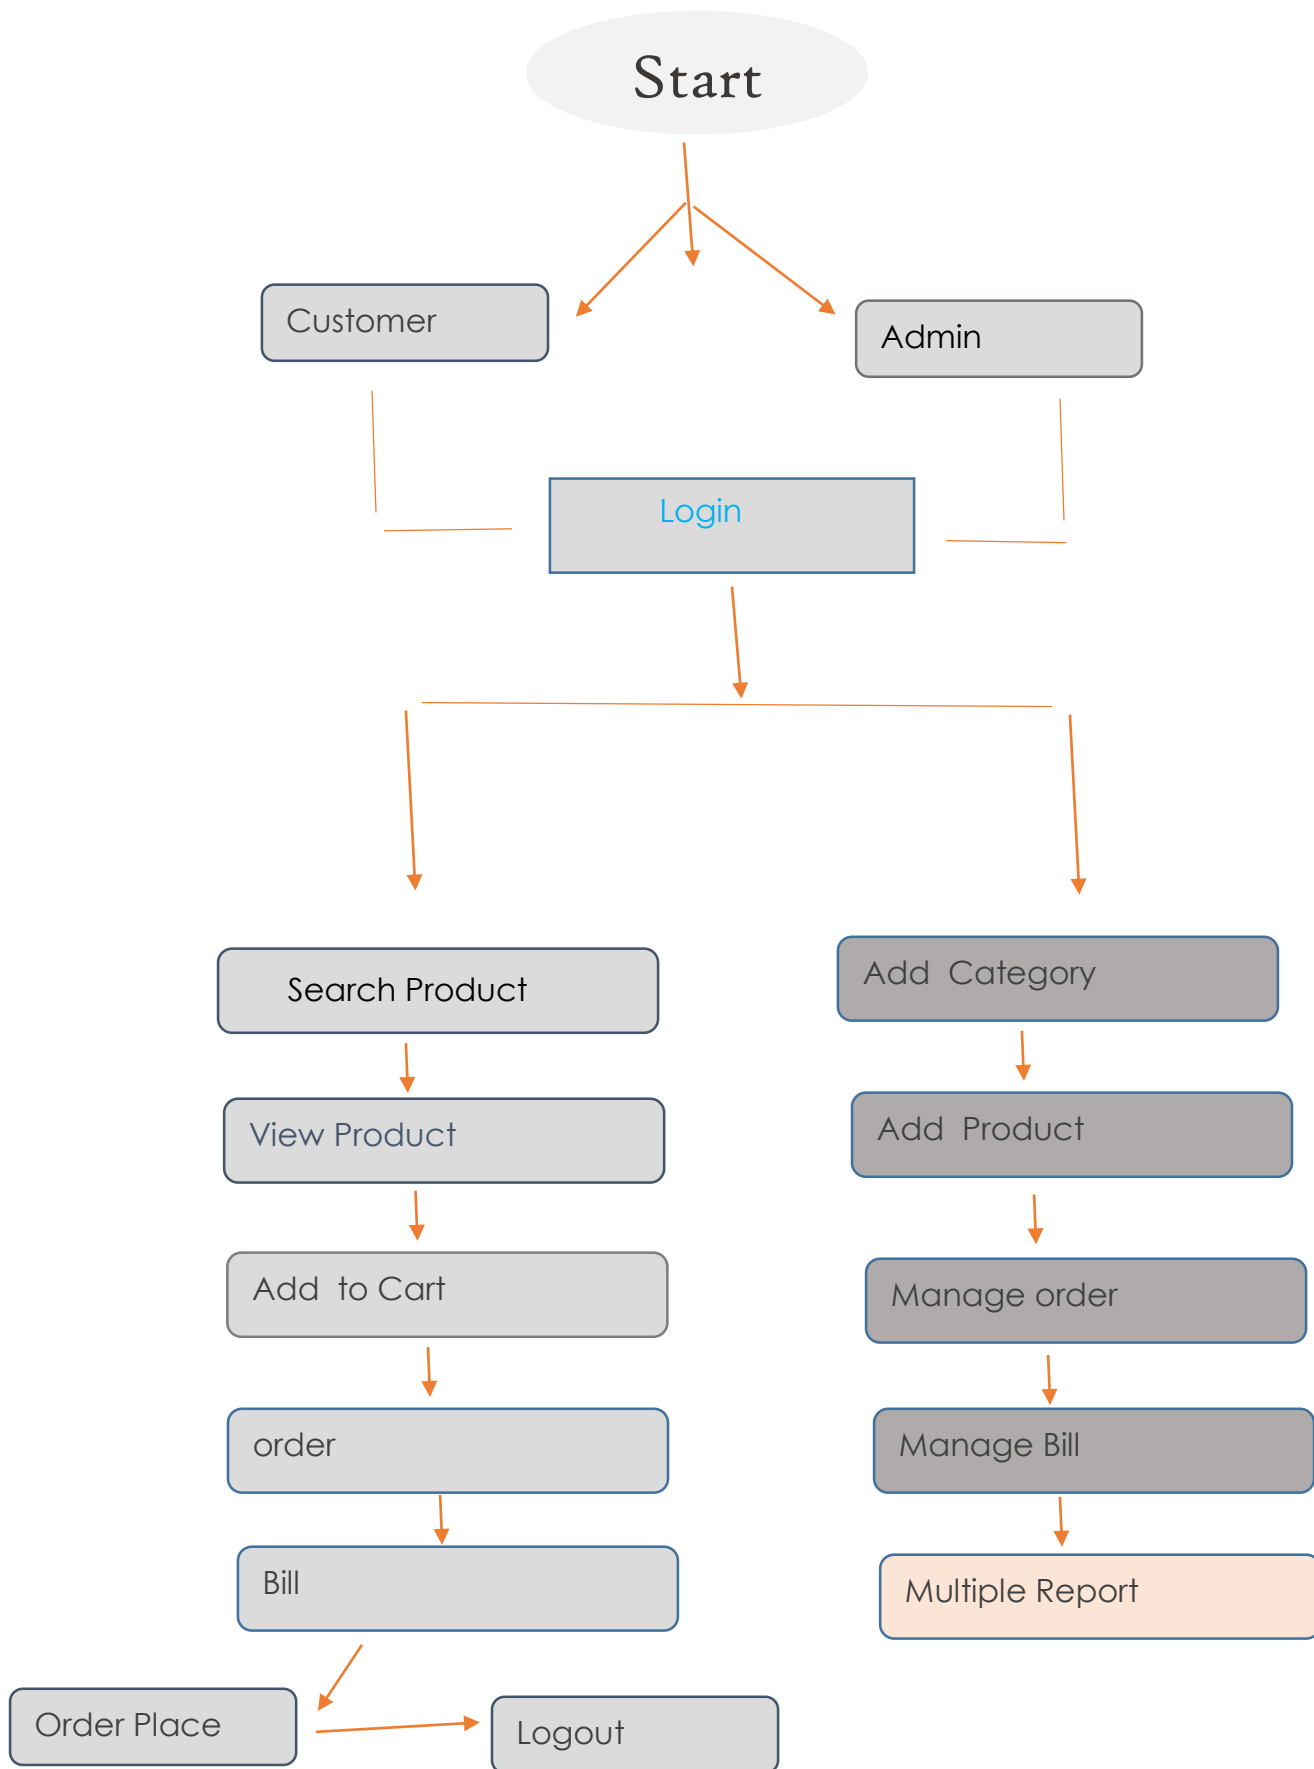 Start
Customer
Admin
Login
Search Product
Add  Category
View Product
Add  Product
Add  to Cart
Manage order
order
Manage Bill
Bill
Multiple Report
Order Place
Logout